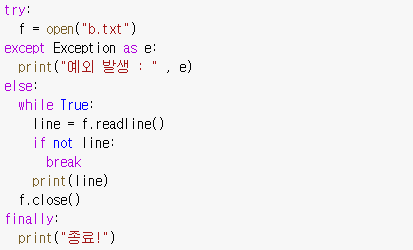 try:
  f = open("b.txt")
except Exception as e:
  print("예외 발생 : " , e)
else:
  while True:
    line = f.readline()
    if not line:
      break
    print(line)
  f.close()
finally:
  print("종료!")